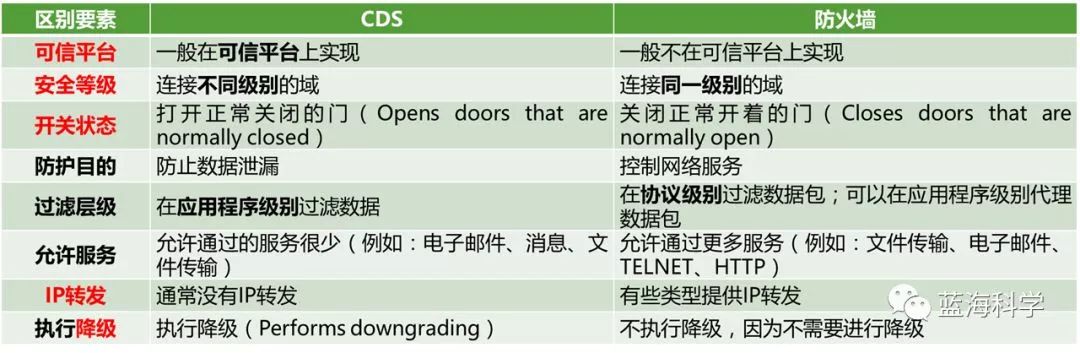 区别要素 CDS 防火墙
可信平台 一般在可信平台上实现 一般不在可信平台上实现
安全等级 连接不同级别的域 连接同一级别的域
开关状态 打开正常关闭的门（Opens doors that are normally closed） 关闭正常开着的门（Closes doors that are normally open）
防护目的 防止数据泄漏 控制网络服务
过滤层级 在应用程序级别过滤数据 在协议级别过滤数据包；可以在应用程序级别代理数据包
允许服务 允许通过的服务很少（例如：电子邮件、消息、文件传输） 允许通过更多服务（例如：文件传输、电子邮件、TELNET、HTTP）
IP转发 通常没有IP转发 有些类型提供IP转发
执行降级 执行降级（Performs downgrading） 不执行降级，因为不需要进行降级
蓝海科学